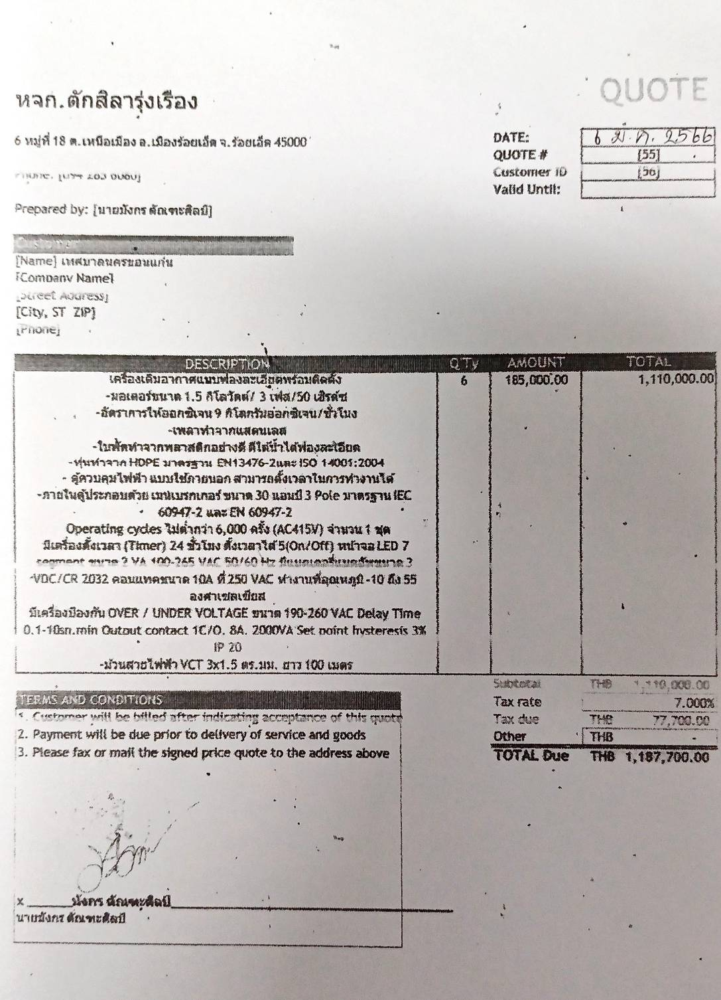 QUOTE
หจก.ตักสิลารุ่งเรือง
6 หมู่ที่ 18 ต.เหนือเมือง อ.เมืองร้อยเอ็ด จ.ร้อยเอ็ด 45000
DATE: 6 มี.ค. 2566
QUOTE # [55]
Customer ID [56]
Valid Until:
Phone.
Prepared by: [นายมังกร ตัณฑะศิลป์]
Customer
[Name] เทศบาลนครขอนแก่น
[Company Name]
[Street Address]
[City, ST ZIP]
[Phone]
DESCRIPTION QTy AMOUNT TOTAL
เครื่องเติมอากาศแบบฟองละเอียดพร้อมติดตั้ง 6 185,000.00 1,110,000.00
-มอเตอร์ขนาด 1.5 กิโลวัตต์/ 3 เฟส/50 เฮิรตัซ
-อัตราการให้ออกซิเจน 9 กิโลกรัมออกซิเจน/ชั่วโมง
-เพลาทำจากแสตนเลส
-ใบพัดทำจากพลาสติกอย่างดี ตีให้น้ำได้ฟองละเอียด
-ทุ่นทำจาก HDPE มาตรฐาน EN13476-2และ ISO 14001:2004
- ตู้ควบคุมไฟฟ้า แบบใช้ภายนอก สามารถตั้งเวลาในการทำงานได้
-ภายในตู้ประกอบด้วย เมนเบรกเกอร์ ขนาด 30 แอมป์ 3 Pole มาตรฐาน IEC
60947-2 และ EN 60947-2
Operating cycles ไม่ต่ำกว่า 6,000 ครั้ง (AC415V) จำนวน 1 ชุด
มีเครื่องตั้งเวลา (Timer) 24 ชั่วโมง ตั้งเวลาได้ 5(On/Off) หน้าจอ LED 7
segment ขนาด 2 VA 100-265 VAC 50/60 Hz มีแบตเตอรี่แบคอัพขนาด 3
-VDC/CR 2032 คอนแทคขนาด 10A ที่ 250 VAC ทำงานที่อุณหภูมิ -10 ถึง 55
องศาเซลเซียส
มีเครื่องป้องกัน OVER / UNDER VOLTAGE ขนาด 190-260 VAC Delay Time
0.1-10sn.min Output contact 1C/O. 8A. 2000VA Set point hysteresis 3%
IP 20
-ม้วนสายไฟฟ้า VCT 3x1.5 ตร.มม. ยาว 100 เมตร
Subtotal THB 1,110,000.00
TERMS AND CONDITIONS
Tax rate 7.000%
1. Customer will be billed after indicating acceptance of this quote
Tax due THB 77,700.00
2. Payment will be due prior to delivery of service and goods
Other THB -
3. Please fax or mail the signed price quote to the address above
TOTAL Due THB 1,187,700.00
x ______มังกร ตัณฑะศิลป์______
นายมังกร ตัณฑะศิลป์